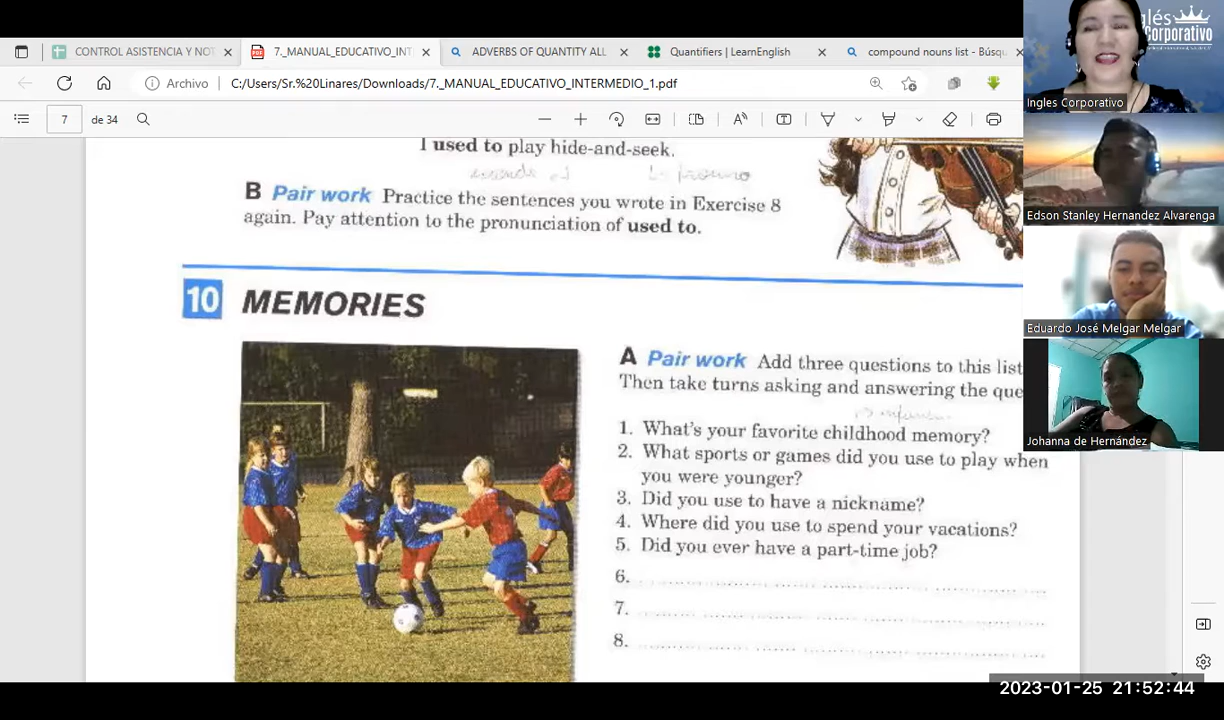 CONTROL ASISTENCIA Y NOT
7._MANUAL_EDUCATIVO_INT
ADVERBS OF QUANTITY ALL
Quantifiers | LearnEnglish
compound nouns list - Búsqu
Archivo
C:/Users/Sr.%20Linares/Downloads/7._MANUAL_EDUCATIVO_INTERMEDIO_1.pdf
7
de 34
I used to play hide-and-seek.
B Pair work Practice the sentences you wrote in Exercise 8
again. Pay attention to the pronunciation of used to.
10 MEMORIES
A Pair work Add three questions to this list
Then take turns asking and answering the que
1. What's your favorite childhood memory?
2. What sports or games did you use to play when
you were younger?
3. Did you use to have a nickname?
4. Where did you use to spend your vacations?
5. Did you ever have a part-time job?
6.
7.
8.
glés
Corporativo
Ingles Corporativo
Edson Stanley Hernandez Alvarenga
Eduardo José Melgar Melgar
Johanna de Hernández
2023-01-25 21:52:44